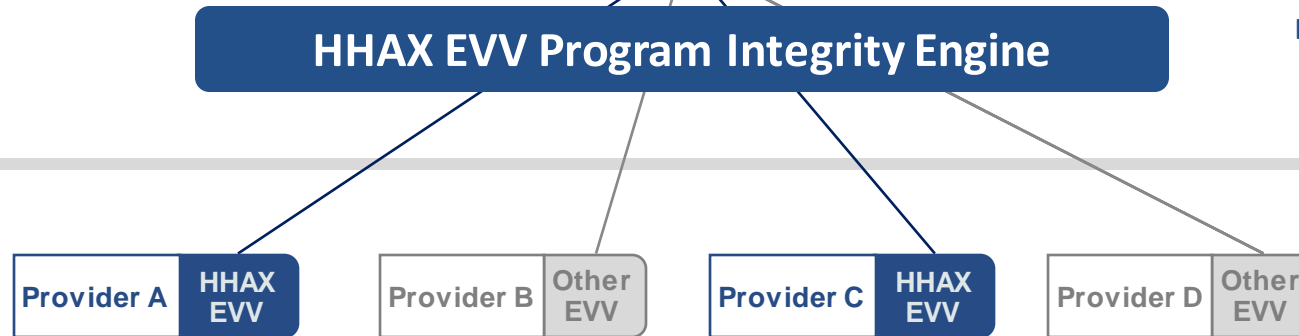 HHAX EVV Program Integrity Engine
Provider A
HHAX
EVV
Provider B
Other
EVV
Provider C
HHAX
EVV
Provider D
Other
EVV